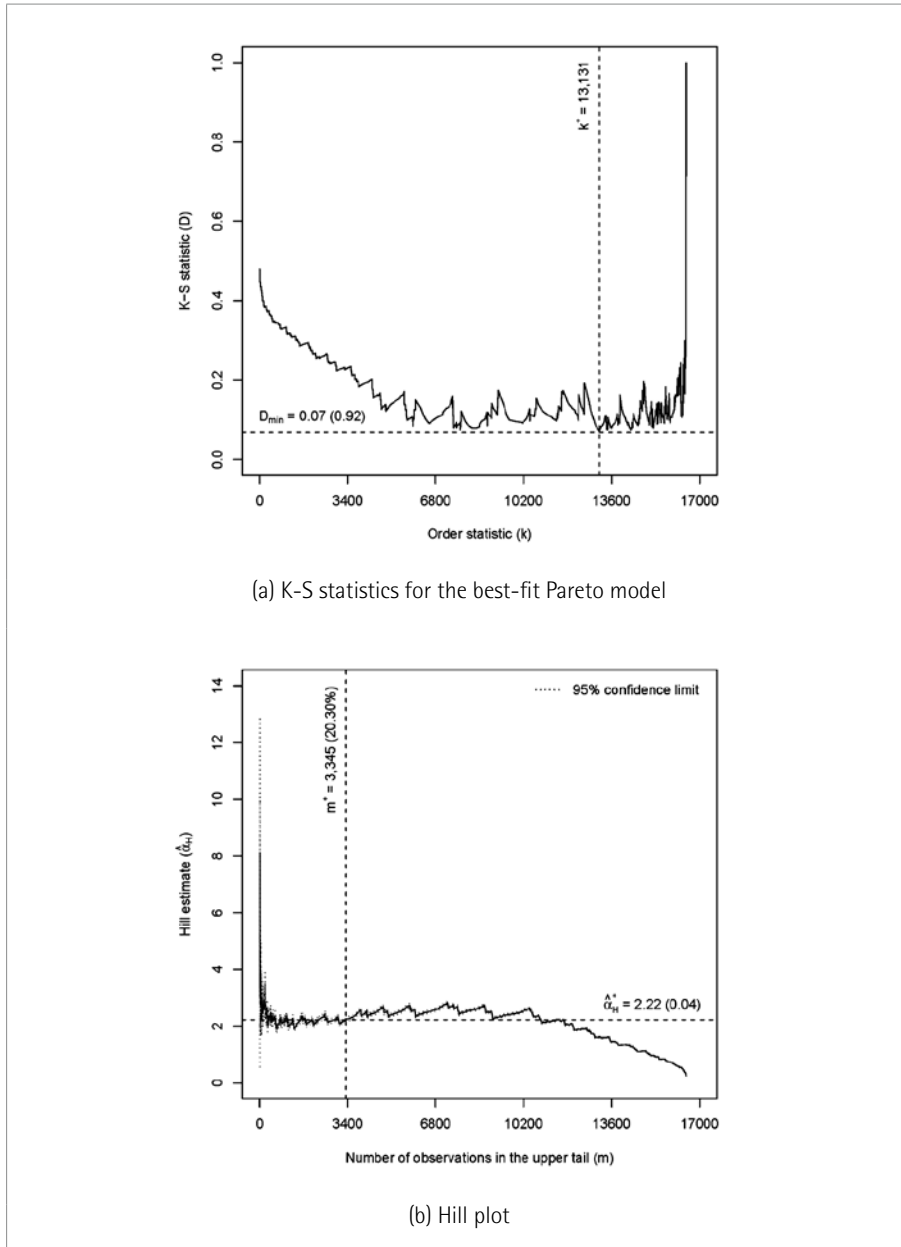 1.0
0.8
0.6
0.4
0.2
0.0
K-S statistic (D)
k* = 13,131
Dmin = 0.07 (0.92)
0 3400 6800 10200 13600 17000
Order statistic (k)
(a) K-S statistics for the best-fit Pareto model
14
12
10
8
6
4
2
0
Hill estimate (α̂H)
m* = 3,345 (20.30%)
95% confidence limit
α̂*H = 2.22 (0.04)
0 3400 6800 10200 13600 17000
Number of observations in the upper tail (m)
(b) Hill plot